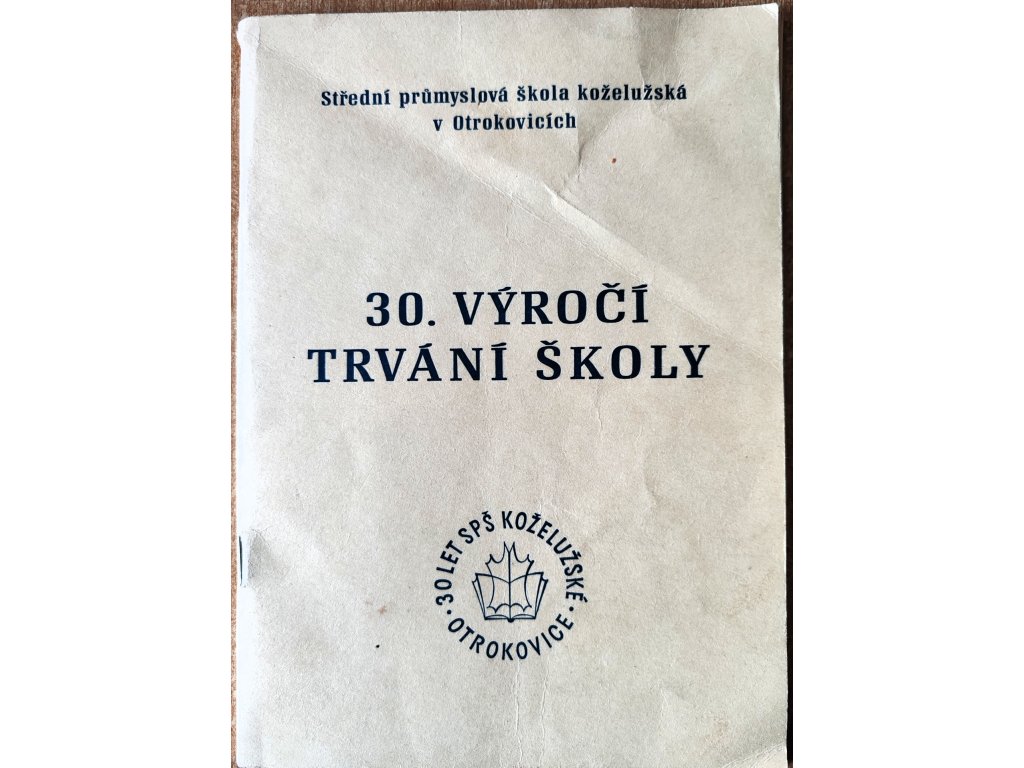 Střední průmyslová škola koželužská
v Otrokovicích
30. VÝROČÍ
TRVÁNÍ ŠKOLY
· 30 LET SPŠ KOŽELUŽSKÉ ·
OTROKOVICE